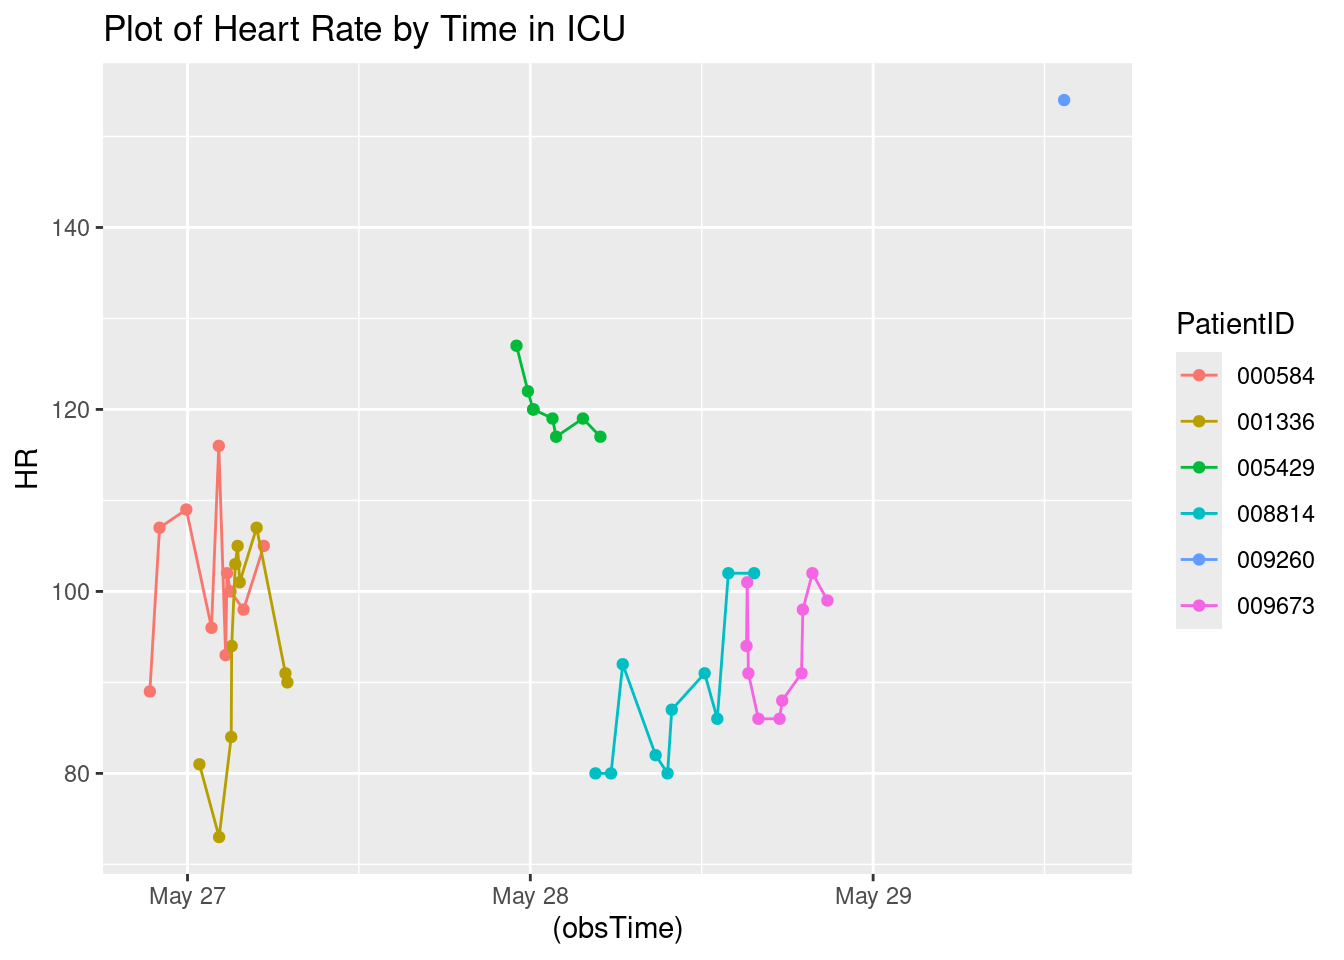 Plot of Heart Rate by Time in ICU
HR
140
120
100
80
May 27
May 28
May 29
(obsTime)
PatientID
000584
001336
005429
008814
009260
009673